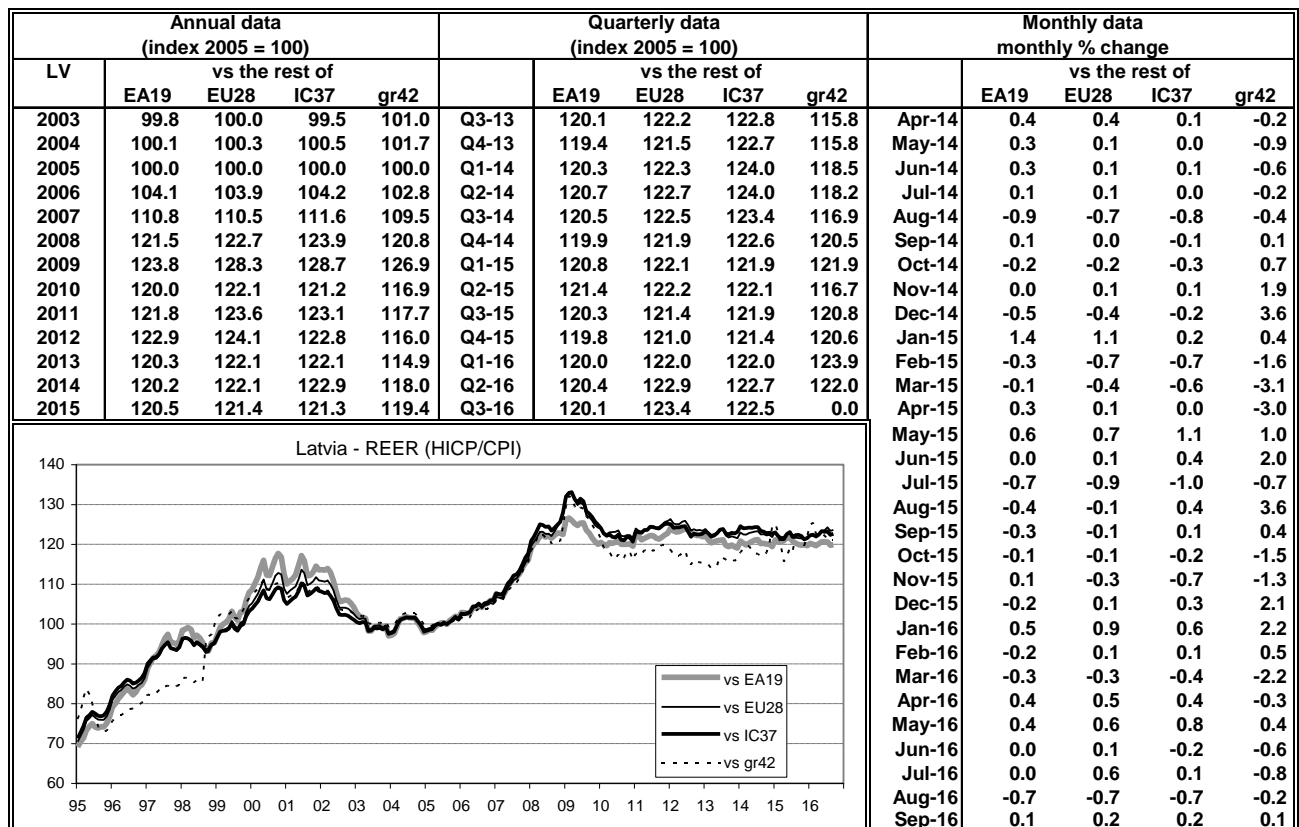 Annual data
(index 2005 = 100)
LV vs the rest of
EA19 EU28 IC37 gr42
2003 99.8 100.0 99.5 101.0
2004 100.1 100.3 100.5 101.7
2005 100.0 100.0 100.0 100.0
2006 104.1 103.9 104.2 102.8
2007 110.8 110.5 111.6 109.5
2008 121.5 122.7 123.9 120.8
2009 123.8 128.3 128.7 126.9
2010 120.0 122.1 121.2 116.9
2011 121.8 123.6 123.1 117.7
2012 122.9 124.1 122.8 116.0
2013 120.3 122.1 122.1 114.9
2014 120.2 122.1 122.9 118.0
2015 120.5 121.4 121.3 119.4
Quarterly data
(index 2005 = 100)
vs the rest of
EA19 EU28 IC37 gr42
Q3-13 120.1 122.2 122.8 115.8
Q4-13 119.4 121.5 122.7 115.8
Q1-14 120.3 122.3 124.0 118.5
Q2-14 120.7 122.7 124.0 118.2
Q3-14 120.5 122.5 123.4 116.9
Q4-14 119.9 121.9 122.6 120.5
Q1-15 120.8 122.1 121.9 121.9
Q2-15 121.4 122.2 122.1 116.7
Q3-15 120.3 121.4 121.9 120.8
Q4-15 119.8 121.0 121.4 120.6
Q1-16 120.0 122.0 122.0 123.9
Q2-16 120.4 122.9 122.7 122.0
Q3-16 120.1 123.4 122.5 0.0
Monthly data
monthly % change
vs the rest of
EA19 EU28 IC37 gr42
Apr-14 0.4 0.4 0.1 -0.2
May-14 0.3 0.1 0.0 -0.9
Jun-14 0.3 0.1 0.1 -0.6
Jul-14 0.1 0.1 0.0 -0.2
Aug-14 -0.9 -0.7 -0.8 -0.4
Sep-14 0.1 0.0 -0.1 0.1
Oct-14 -0.2 -0.2 -0.3 0.7
Nov-14 0.0 0.1 0.1 1.9
Dec-14 -0.5 -0.4 -0.2 3.6
Jan-15 1.4 1.1 0.2 0.4
Feb-15 -0.3 -0.7 -0.7 -1.6
Mar-15 -0.1 -0.4 -0.6 -3.1
Apr-15 0.3 0.1 0.0 -3.0
May-15 0.6 0.7 1.1 1.0
Jun-15 0.0 0.1 0.4 2.0
Jul-15 -0.7 -0.9 -1.0 -0.7
Aug-15 -0.4 -0.1 0.4 3.6
Sep-15 -0.3 -0.1 0.1 0.4
Oct-15 -0.1 -0.1 -0.2 -1.5
Nov-15 0.1 -0.3 -0.7 -1.3
Dec-15 -0.2 0.1 0.3 2.1
Jan-16 0.5 0.9 0.6 2.2
Feb-16 -0.2 0.1 0.1 0.5
Mar-16 -0.3 -0.3 -0.4 -2.2
Apr-16 0.4 0.5 0.4 -0.3
May-16 0.4 0.6 0.8 0.4
Jun-16 0.0 0.1 -0.2 -0.6
Jul-16 0.0 0.6 0.1 -0.8
Aug-16 -0.7 -0.7 -0.7 -0.2
Sep-16 0.1 0.2 0.2 0.1
Latvia - REER (HICP/CPI)
140
130
120
110
100
90
80
70
60
vs EA19
vs EU28
vs IC37
vs gr42
95 96 97 98 99 00 01 02 03 04 05 06 07 08 09 10 11 12 13 14 15 16